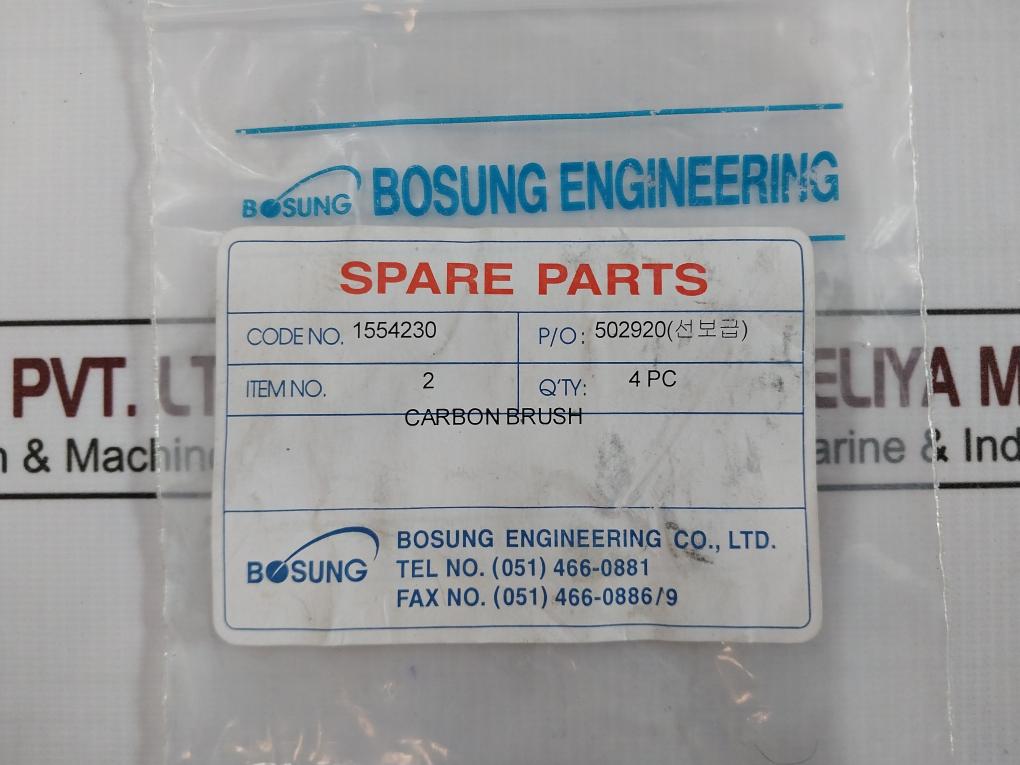 BOSUNG BOSUNG ENGINEERING
SPARE PARTS
CODE NO. 1554230 P/O: 502920(선보급)
ITEM NO. 2 Q'TY: 4 PC
CARBON BRUSH
BOSUNG BOSUNG ENGINEERING CO., LTD.
TEL NO. (051) 466-0881
FAX NO. (051) 466-0886/9
PVT. LT
ELIYA M
& Machin
arine & Ind